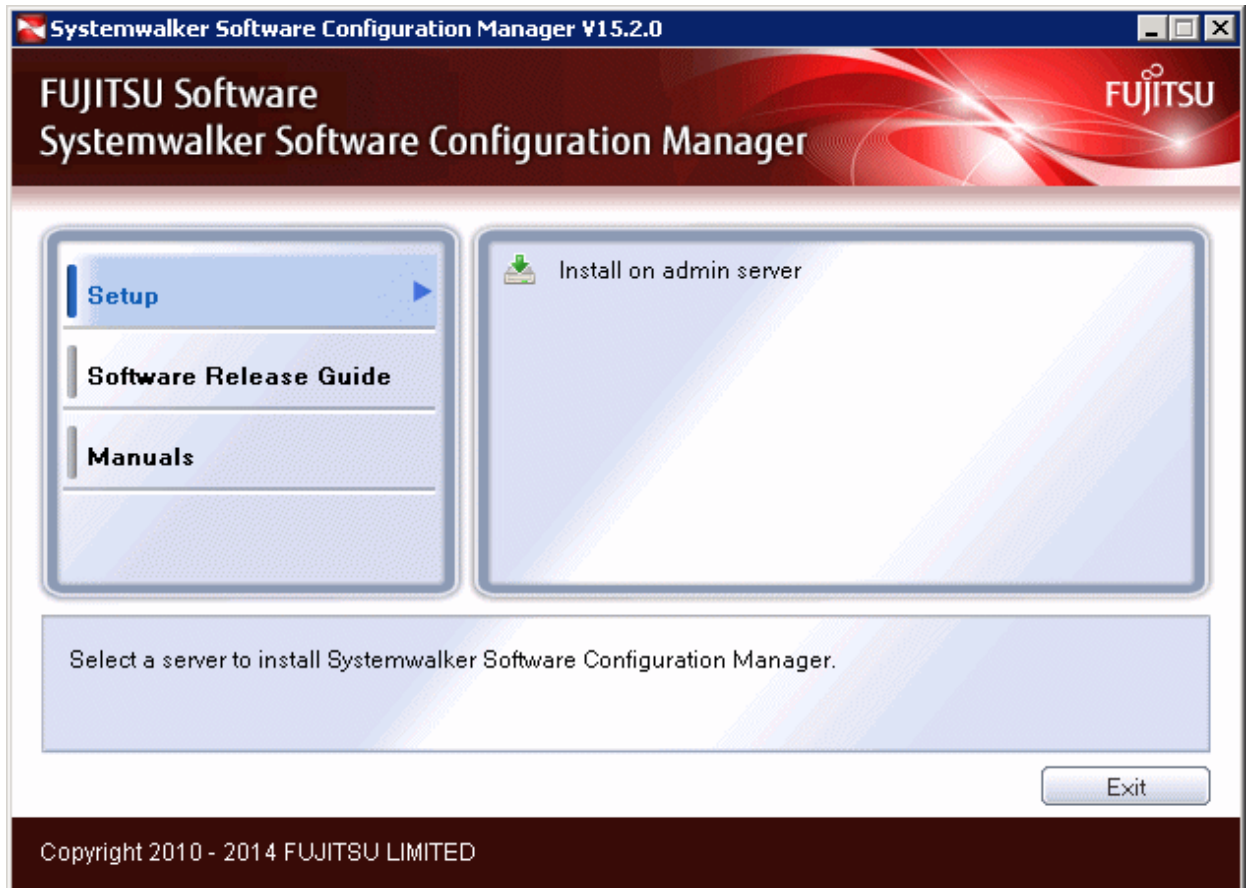 Systemwalker Software Configuration Manager V15.2.0
FUJITSU Software
Systemwalker Software Configuration Manager
FUJITSU
Setup
Software Release Guide
Manuals
Install on admin server
Select a server to install Systemwalker Software Configuration Manager.
Exit
Copyright 2010 - 2014 FUJITSU LIMITED